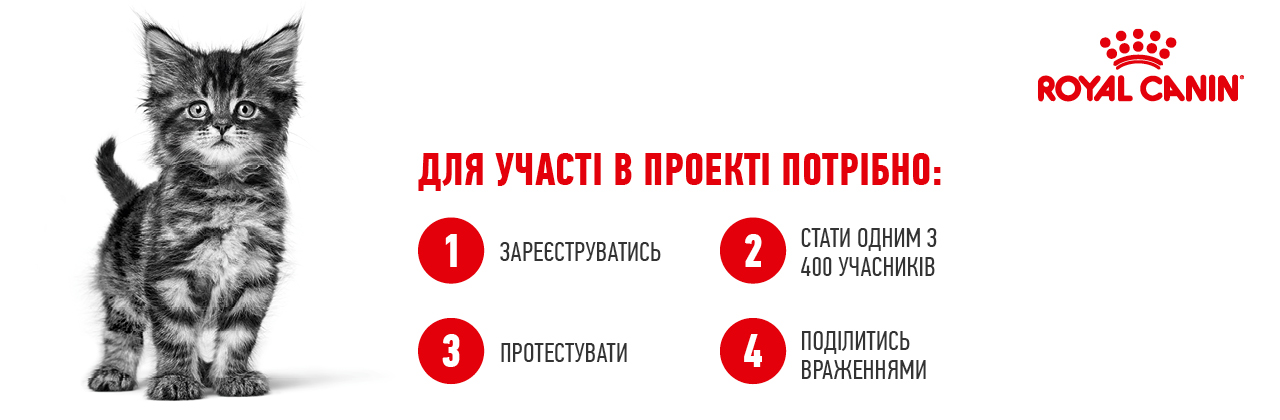 ROYAL CANIN®
ДЛЯ УЧАСТІ В ПРОЕКТІ ПОТРІБНО:
1 ЗАРЕЄСТРУВАТИСЬ
2 СТАТИ ОДНИМ З
400 УЧАСНИКІВ
3 ПРОТЕСТУВАТИ
4 ПОДІЛИТИСЬ
ВРАЖЕННЯМИ